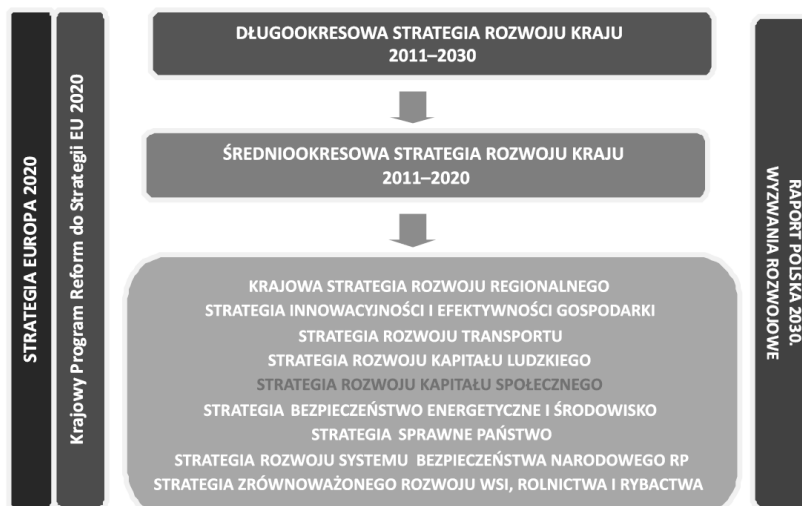 STRATEGIA EUROPA 2020
Krajowy Program Reform do Strategii EU 2020
DŁUGOOKRESOWA STRATEGIA ROZWOJU KRAJU
2011–2030
ŚREDNIOOKRESOWA STRATEGIA ROZWOJU KRAJU
2011–2020
KRAJOWA STRATEGIA ROZWOJU REGIONALNEGO
STRATEGIA INNOWACYJNOŚCI I EFEKTYWNOŚCI GOSPODARKI
STRATEGIA ROZWOJU TRANSPORTU
STRATEGIA ROZWOJU KAPITAŁU LUDZKIEGO
STRATEGIA ROZWOJU KAPITAŁU SPOŁECZNEGO
STRATEGIA BEZPIECZEŃSTWO ENERGETYCZNE I ŚRODOWISKO
STRATEGIA SPRAWNE PAŃSTWO
STRATEGIA ROZWOJU SYSTEMU BEZPIECZEŃSTWA NARODOWEGO RP
STRATEGIA ZRÓWNOWAŻONEGO ROZWOJU WSI, ROLNICTWA I RYBACTWA
RAPORT POLSKA 2030.
WYZWANIA ROZWOJOWE